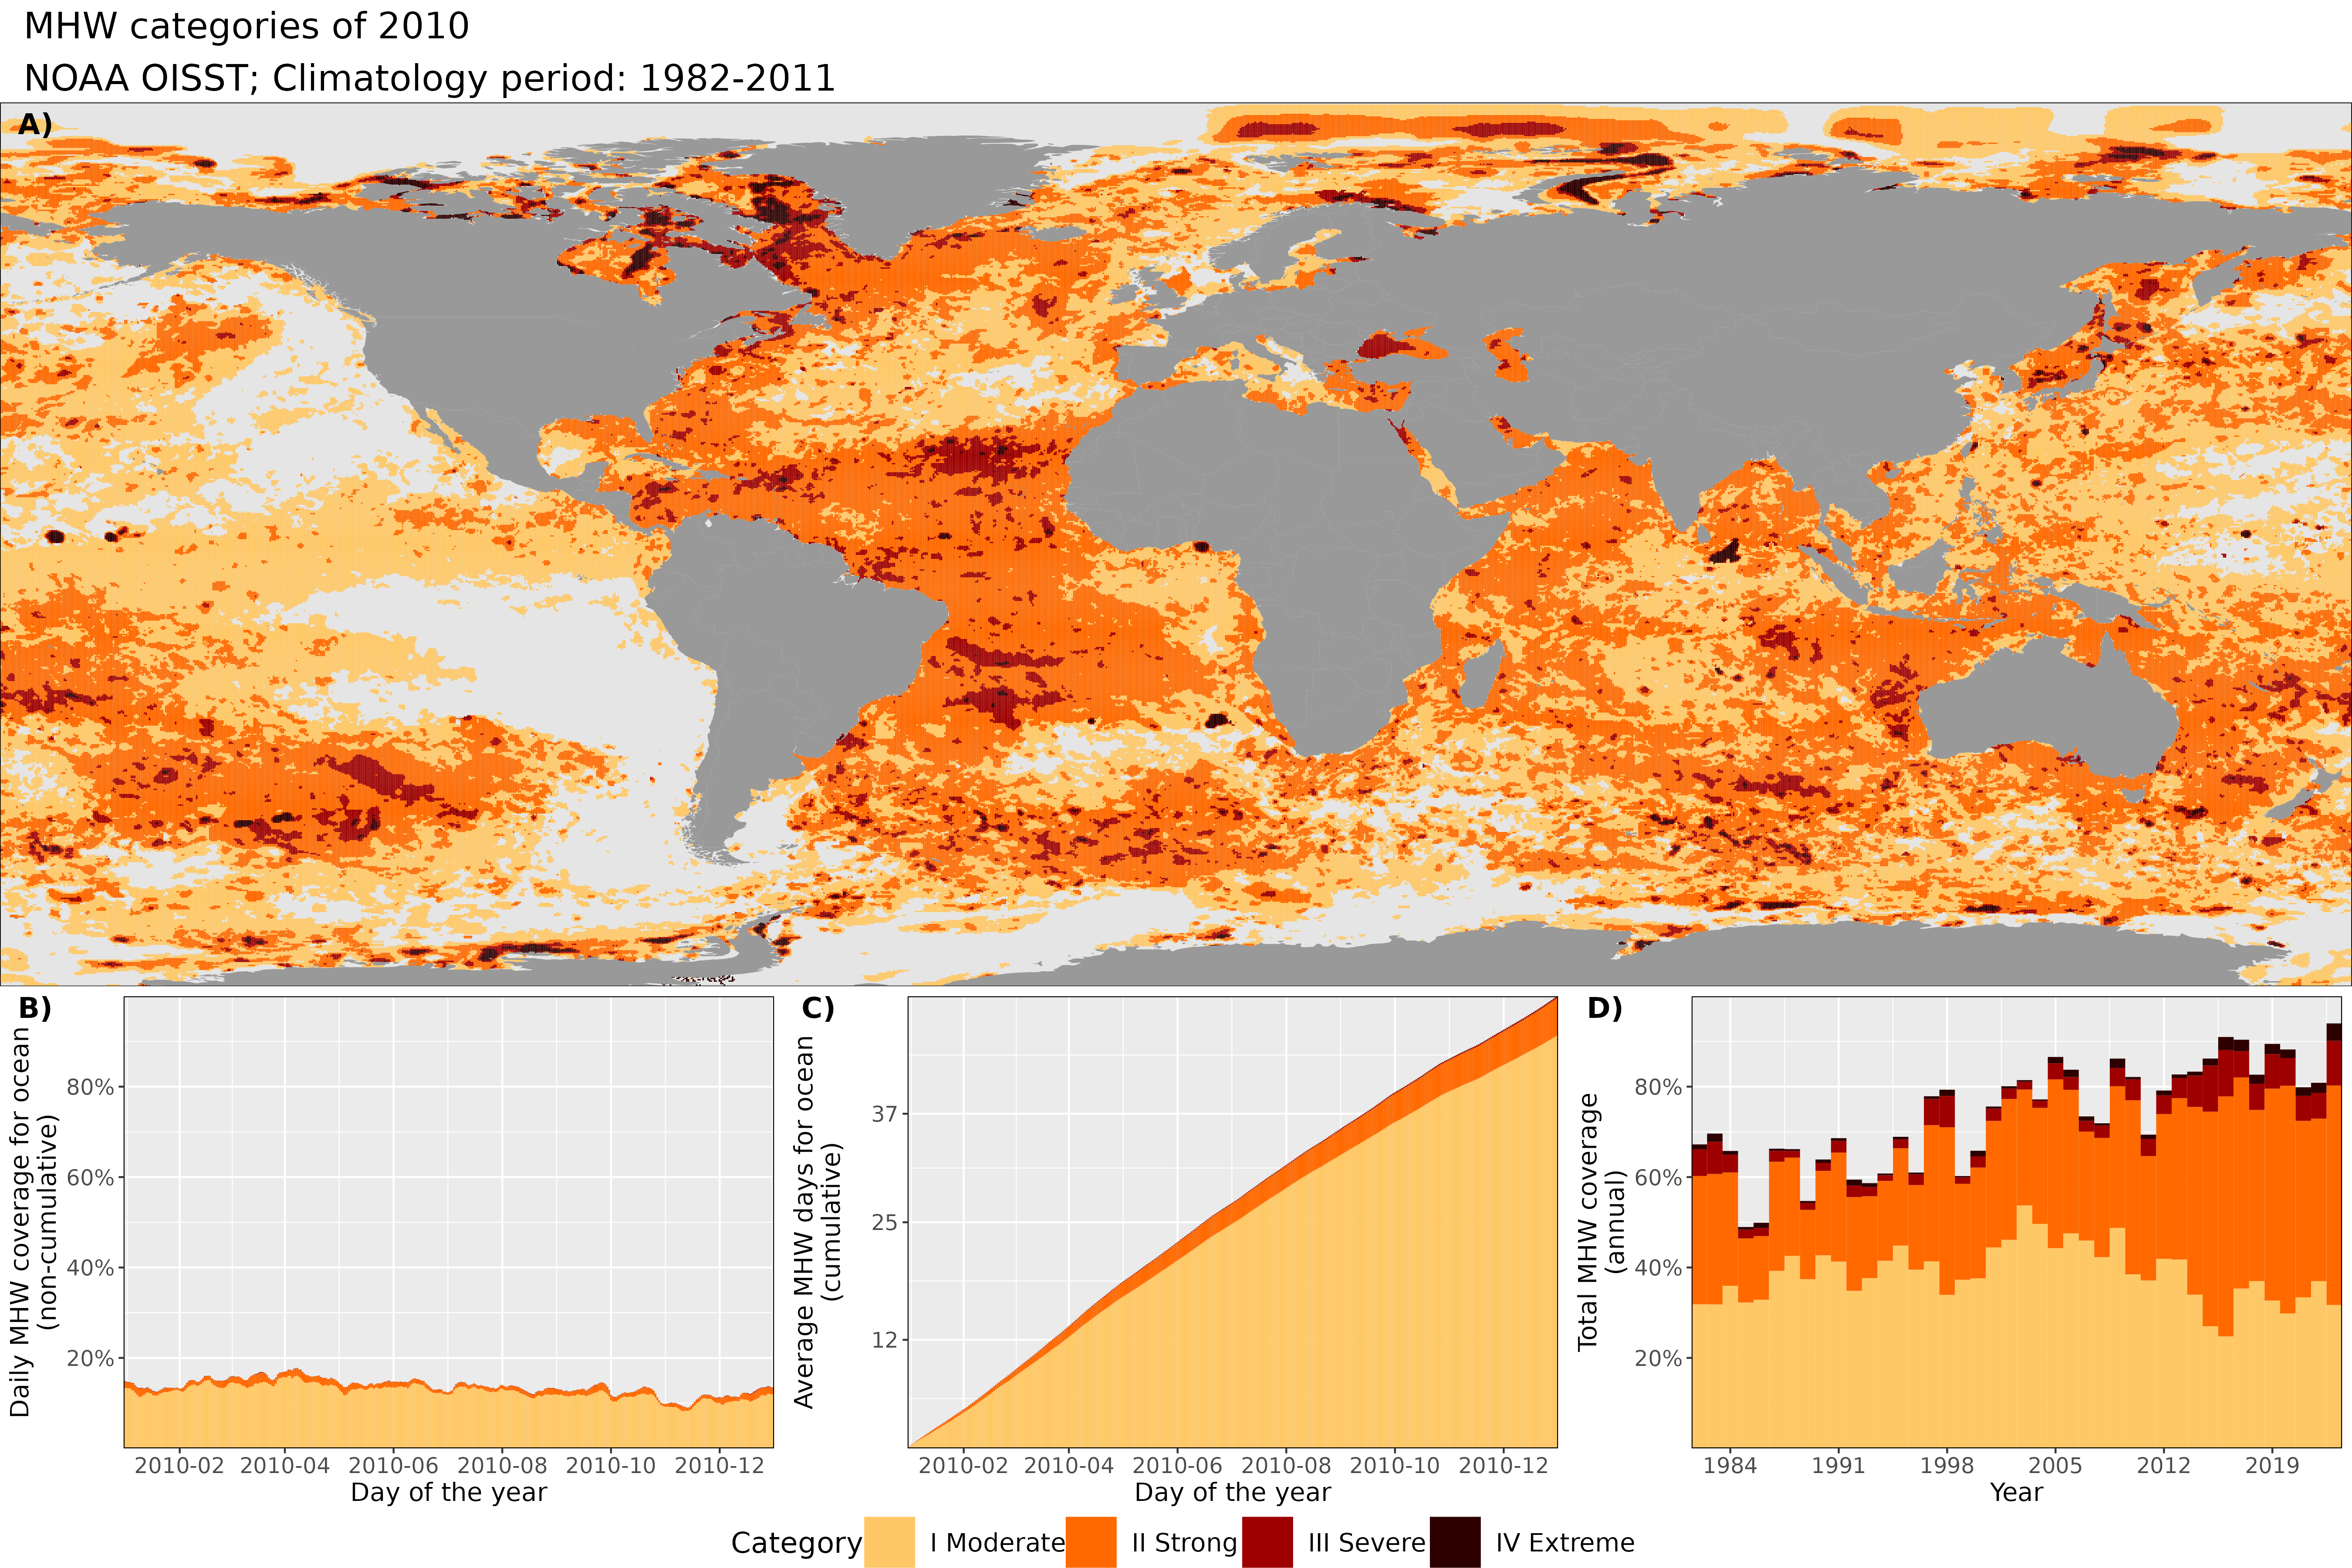 MHW categories of 2010
NOAA OISST; Climatology period: 1982-2011
A)
B)
Daily MHW coverage for ocean
(non-cumulative)
80%
60%
40%
20%
2010-02 2010-04 2010-06 2010-08 2010-10 2010-12
Day of the year
C)
Average MHW days for ocean
(cumulative)
37
25
12
2010-02 2010-04 2010-06 2010-08 2010-10 2010-12
Day of the year
D)
Total MHW coverage
(annual)
80%
60%
40%
20%
1984 1991 1998 2005 2012 2019
Year
Category I Moderate II Strong III Severe IV Extreme